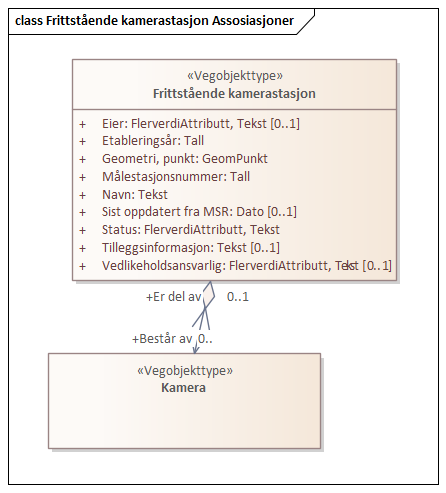 class Frittstående kamerastasjon Assosiasjoner
«Vegobjekttype»
Frittstående kamerastasjon
+ Eier: FlerverdiAttributt, Tekst [0..1]
+ Etableringsår: Tall
+ Geometri, punkt: GeomPunkt
+ Målestasjonsnummer: Tall
+ Navn: Tekst
+ Sist oppdatert fra MSR: Dato [0..1]
+ Status: FlerverdiAttributt, Tekst
+ Tilleggsinformasjon: Tekst [0..1]
+ Vedlikeholdsansvarlig: FlerverdiAttributt, Tekst [0..1]
+Er del av 0..1
+Består av 0..
«Vegobjekttype»
Kamera